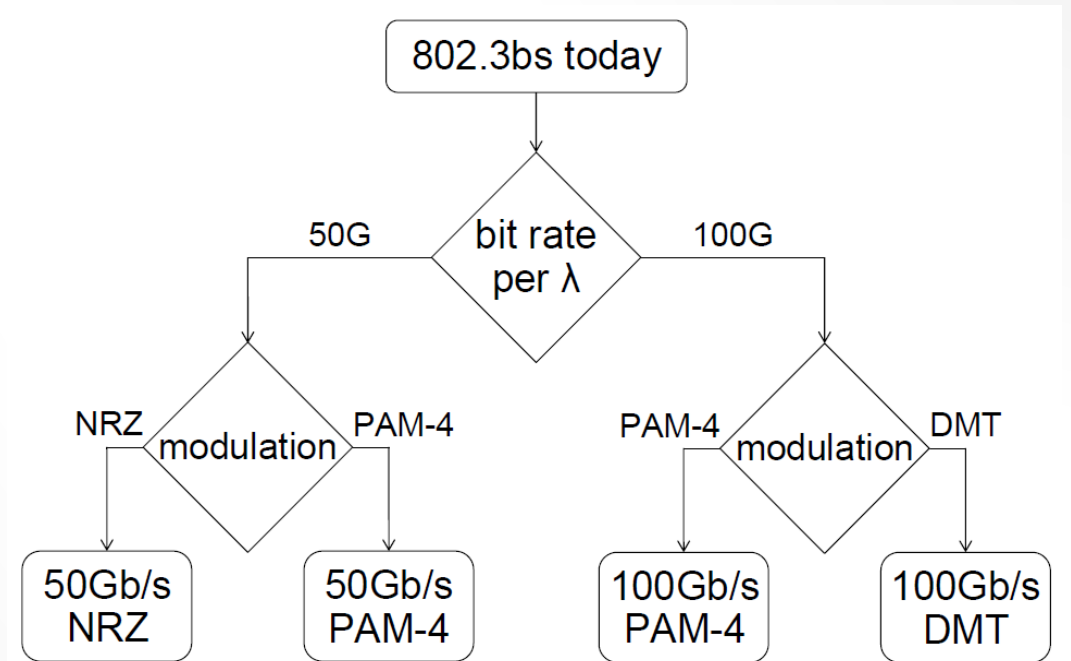 802.3bs today
bit rate
per λ
50G
100G
NRZ
modulation
PAM-4
PAM-4
modulation
DMT
50Gb/s
NRZ
50Gb/s
PAM-4
100Gb/s
PAM-4
100Gb/s
DMT